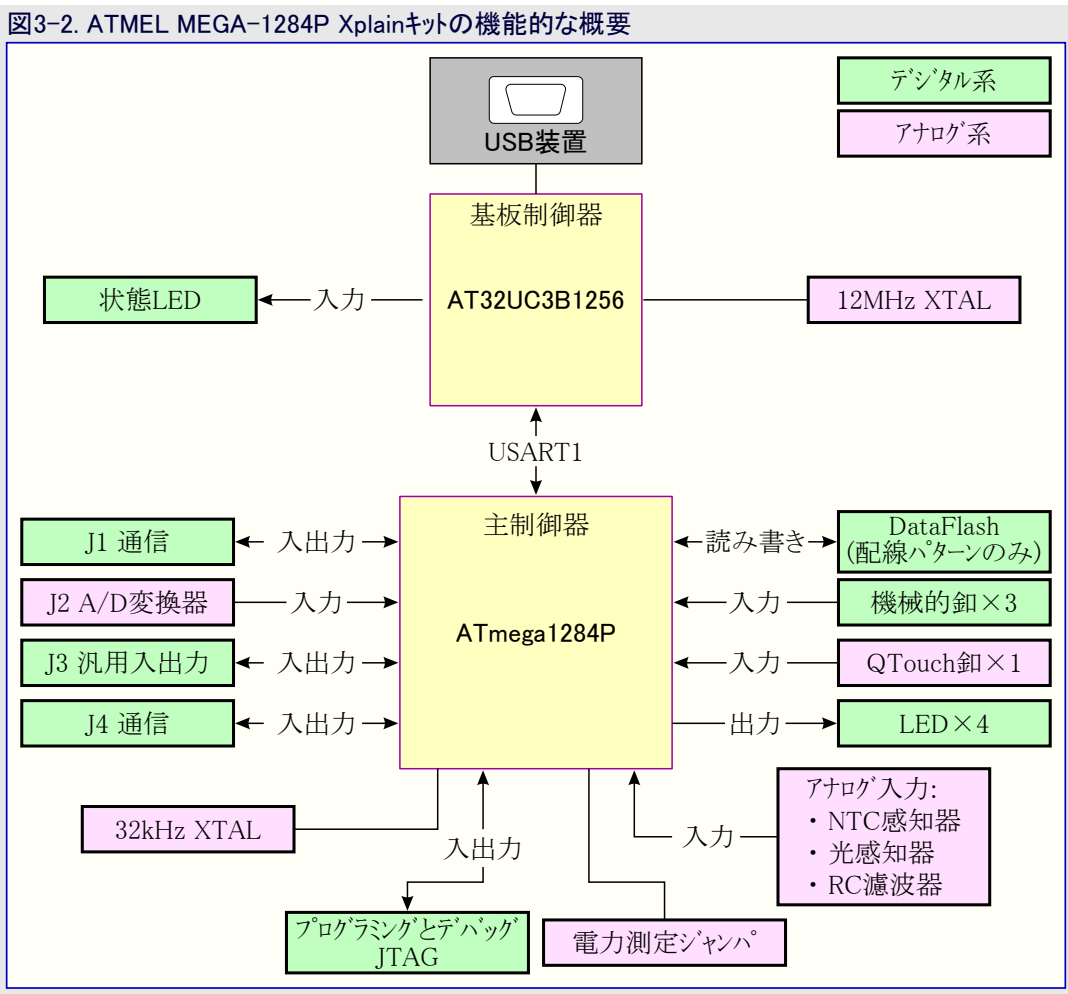 図3-2. ATMEL MEGA-1284P Xplainキットの機能的な概要
USB装置
デジタル系
アナログ系
基板制御器
AT32UC3B1256
状態LED
入力
12MHz XTAL
USART1
主制御器
ATmega1284P
J1 通信
入出力
読み書き
DataFlash
(配線パターンのみ)
J2 A/D変換器
入力
入力
機械的釦×3
J3 汎用入出力
入出力
入力
QTouch釦×1
J4 通信
入出力
出力
LED×4
32kHz XTAL
入出力
入力
アナログ入力:
・NTC感知器
・光感知器
・RC濾波器
プログラミングとデバッグ
JTAG
電力測定ジャンパ